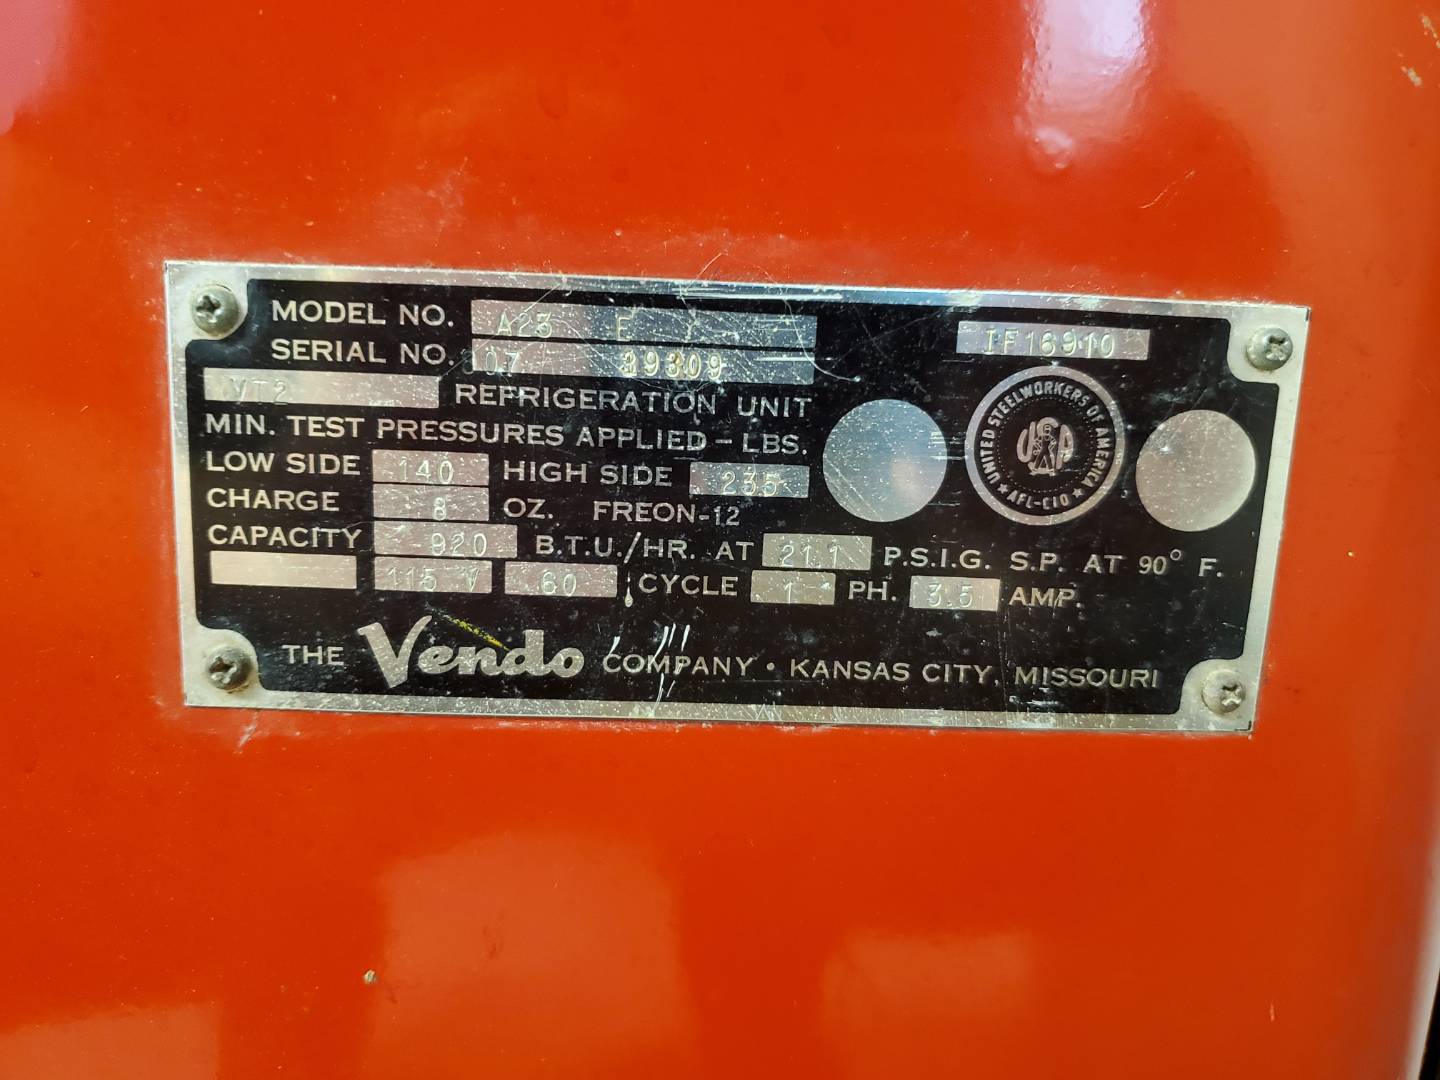 MODEL NO. A23 E
IF16910
SERIAL NO. 307 39309
VT2 REFRIGERATION UNIT
MIN. TEST PRESSURES APPLIED – LBS.
LOW SIDE 140 HIGH SIDE 235
CHARGE 8 OZ. FREON-12
CAPACITY 920 B.T.U./HR. AT 21.1 P.S.I.G. S.P. AT 90° F.
115 V 60 CYCLE 1 PH. 3.5 AMP.
UNITED STEELWORKERS OF AMERICA
USA
AFL-CIO
THE Vendo COMPANY • KANSAS CITY, MISSOURI